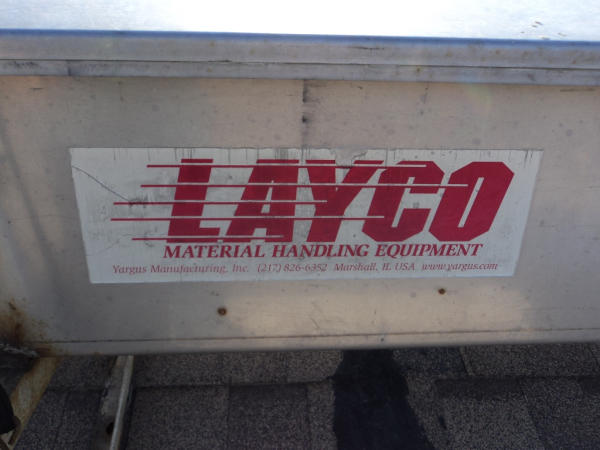 LAYCO
MATERIAL HANDLING EQUIPMENT
Yargus Manufacturing, Inc. (217) 826-6352 Marshall, IL USA www.yargus.com